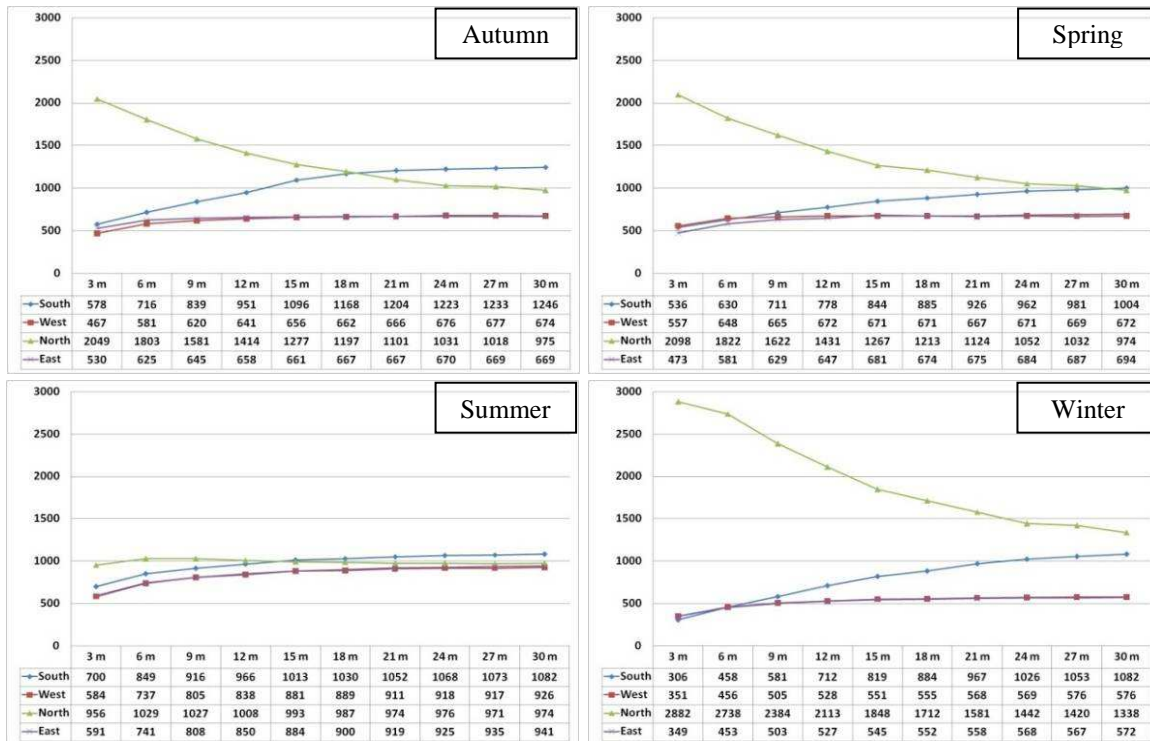 3000
Autumn
2500
2000
1500
1000
500
0
3 m 6 m 9 m 12 m 15 m 18 m 21 m 24 m 27 m 30 m
South 578 716 839 951 1096 1168 1204 1223 1233 1246
West 467 581 620 641 656 662 666 676 677 674
North 2049 1803 1581 1414 1277 1197 1101 1031 1018 975
East 530 625 645 658 661 667 667 670 669 669
3000
Spring
2500
2000
1500
1000
500
0
3 m 6 m 9 m 12 m 15 m 18 m 21 m 24 m 27 m 30 m
South 536 630 711 778 844 885 926 962 981 1004
West 557 648 665 672 671 671 667 671 669 672
North 2098 1822 1622 1431 1267 1213 1124 1052 1032 974
East 473 581 629 647 681 674 675 684 687 694
3000
Summer
2500
2000
1500
1000
500
0
3 m 6 m 9 m 12 m 15 m 18 m 21 m 24 m 27 m 30 m
South 700 849 916 966 1013 1030 1052 1068 1073 1082
West 584 737 805 838 881 889 911 918 917 926
North 956 1029 1027 1008 993 987 974 976 971 974
East 591 741 808 850 884 900 919 925 935 941
3000
Winter
2500
2000
1500
1000
500
0
3 m 6 m 9 m 12 m 15 m 18 m 21 m 24 m 27 m 30 m
South 306 458 581 712 819 884 967 1026 1053 1082
West 351 456 505 528 551 555 568 569 576 576
North 2882 2738 2384 2113 1848 1712 1581 1442 1420 1338
East 349 453 503 527 545 552 558 568 567 572